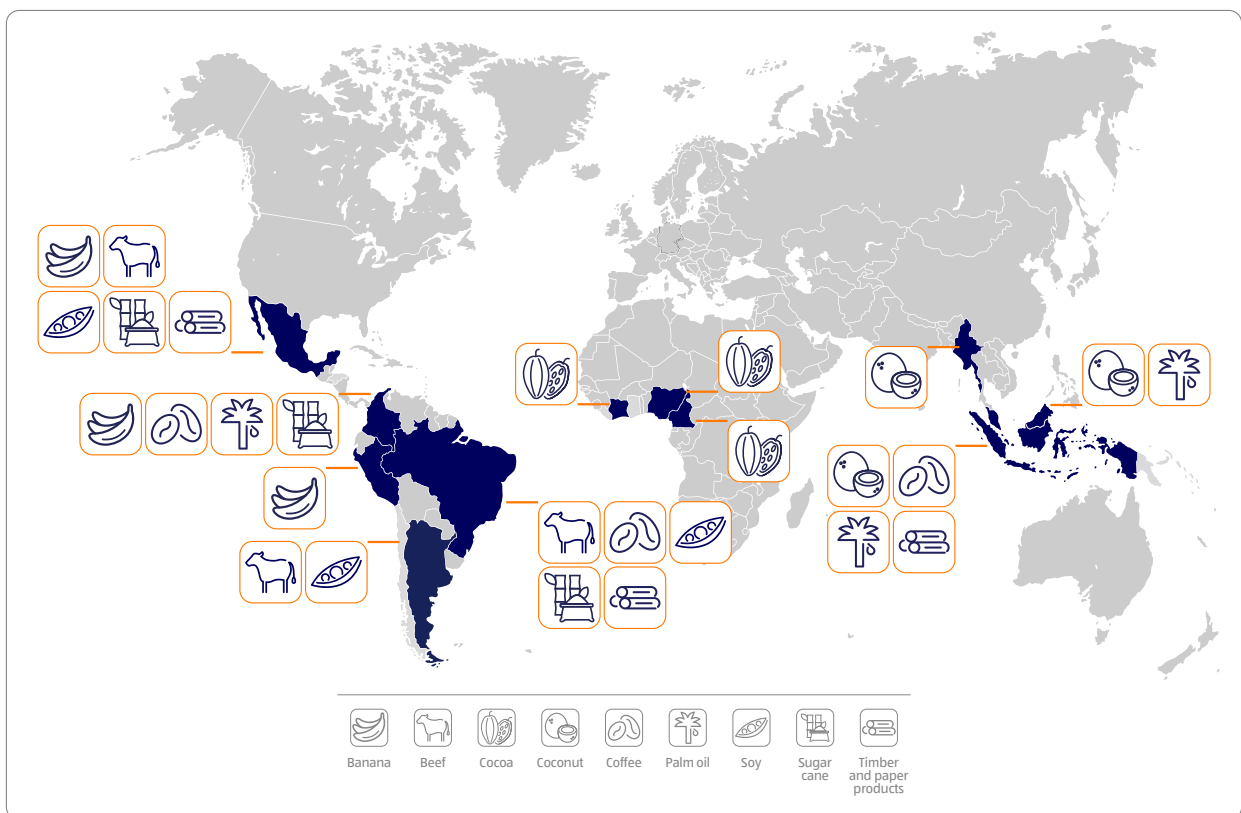 Banana
Beef
Cocoa
Coconut
Coffee
Palm oil
Soy
Sugar
cane
Timber
and paper
products